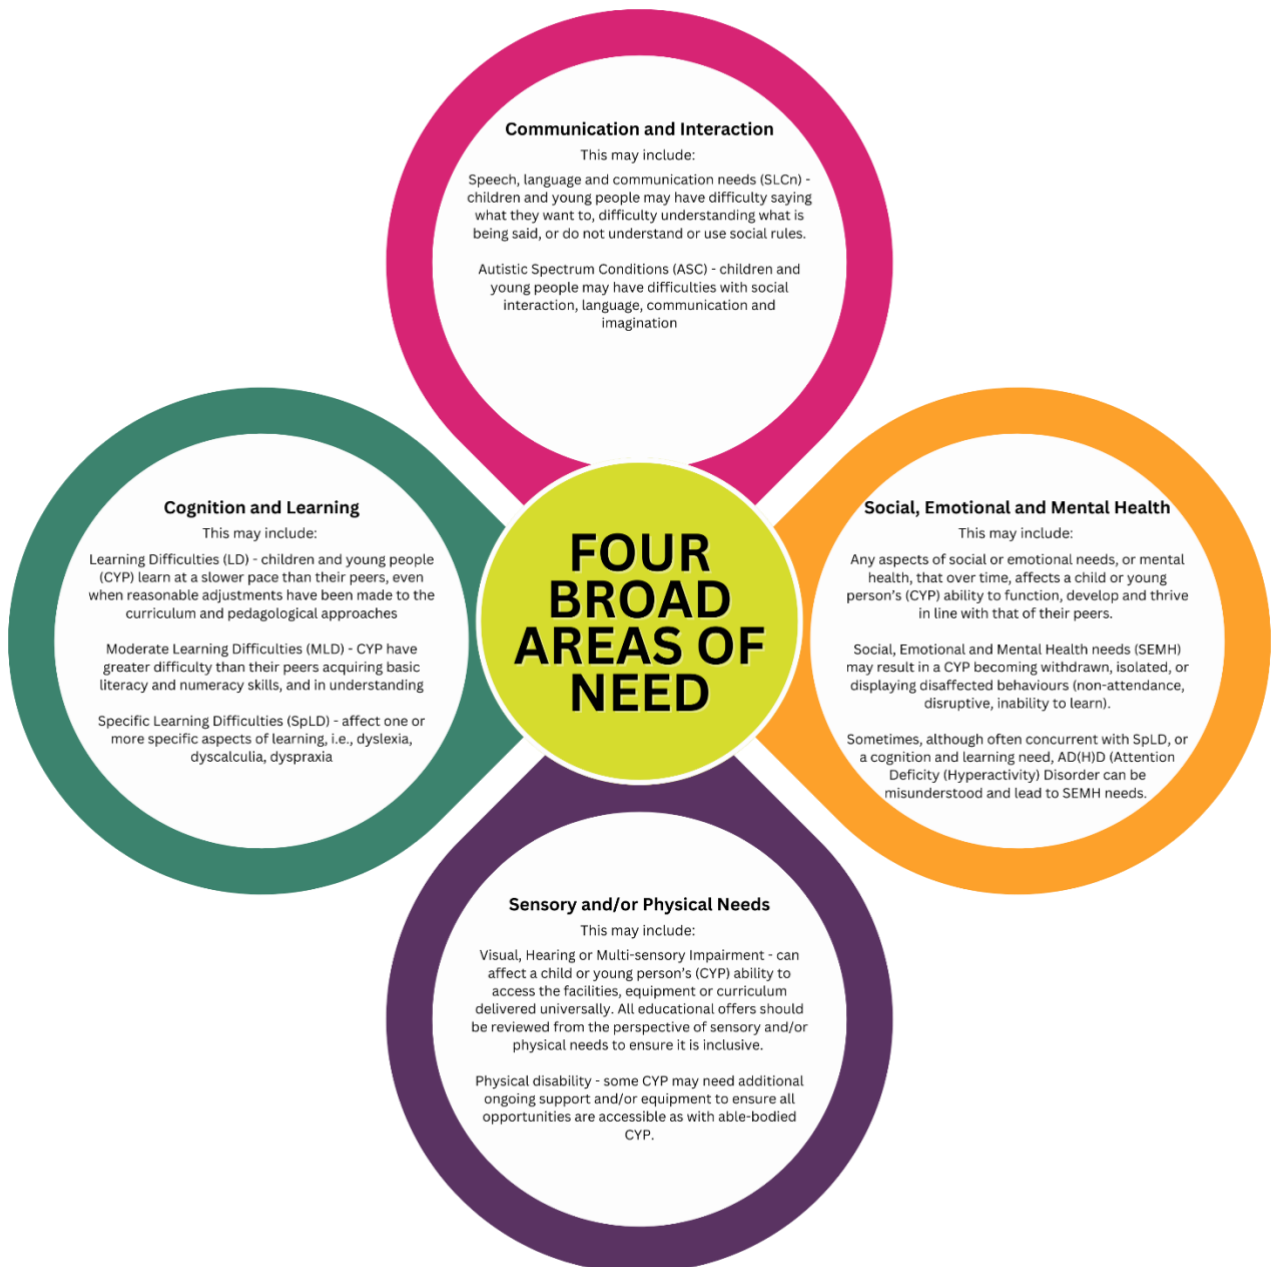 Communication and Interaction
This may include:
Speech, language and communication needs (SLCn) -
children and young people may have difficulty saying
what they want to, difficulty understanding what is
being said, or do not understand or use social rules.
Autistic Spectrum Conditions (ASC) - children and
young people may have difficulties with social
interaction, language, communication and
imagination
Cognition and Learning
This may include:
Learning Difficulties (LD) - children and young people
(CYP) learn at a slower pace than their peers, even
when reasonable adjustments have been made to the
curriculum and pedagological approaches
Moderate Learning Difficulties (MLD) - CYP have
greater difficulty than their peers acquiring basic
literacy and numeracy skills, and in understanding
Specific Learning Difficulties (SpLD) - affect one or
more specific aspects of learning, i.e., dyslexia,
dyscalculia, dyspraxia
FOUR
BROAD
AREAS OF
NEED
Social, Emotional and Mental Health
This may include:
Any aspects of social or emotional needs, or mental
health, that over time, affects a child or young
person's (CYP) ability to function, develop and thrive
in line with that of their peers.
Social, Emotional and Mental Health needs (SEMH)
may result in a CYP becoming withdrawn, isolated, or
displaying disaffected behaviours (non-attendance,
disruptive, inability to learn).
Sometimes, although often concurrent with SpLD, or
a cognition and learning need, AD(H)D (Attention
Deficity (Hyperactivity) Disorder can be
misunderstood and lead to SEMH needs.
Sensory and/or Physical Needs
This may include:
Visual, Hearing or Multi-sensory Impairment - can
affect a child or young person's (CYP) ability to
access the facilities, equipment or curriculum
delivered universally. All educational offers should
be reviewed from the perspective of sensory and/or
physical needs to ensure it is inclusive.
Physical disability - some CYP may need additional
ongoing support and/or equipment to ensure all
opportunities are accessible as with able-bodied
CYP.